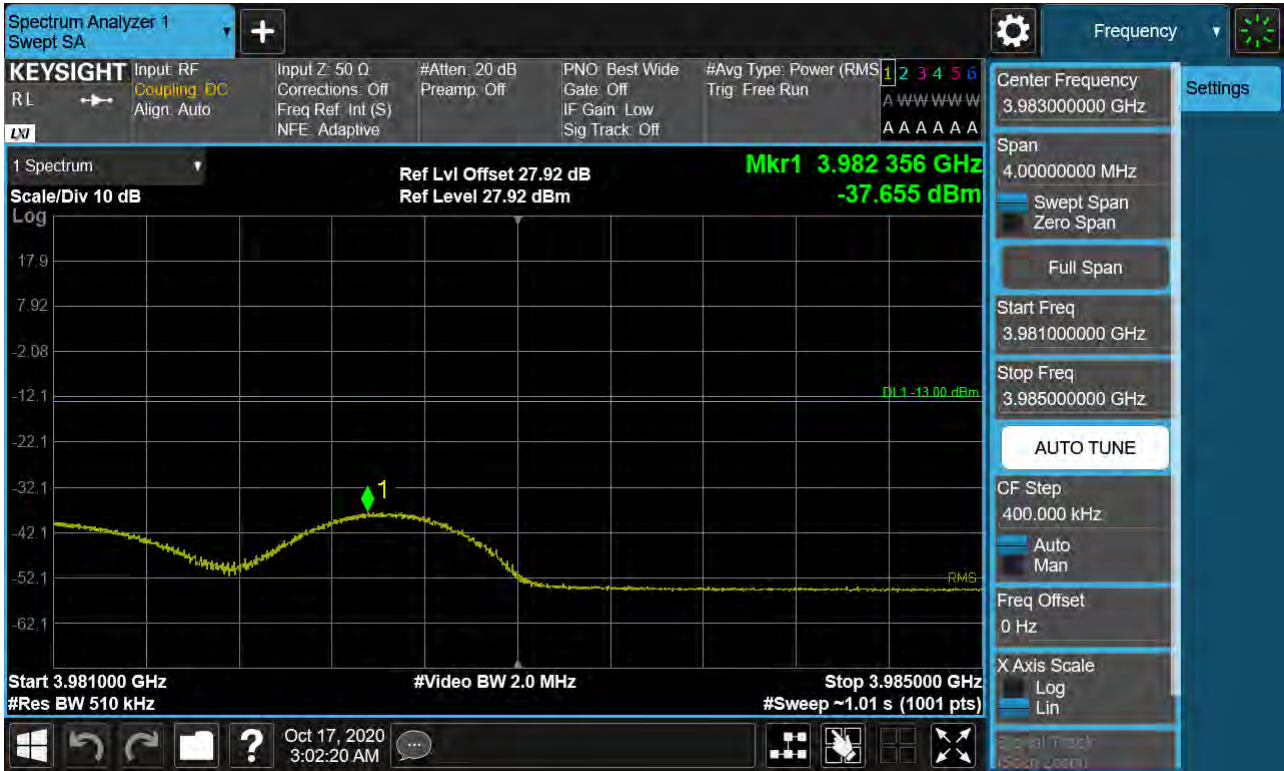 Spectrum Analyzer 1
Swept SA
+
Frequency
KEYSIGHT
RL
LXI
Input: RF
Coupling: DC
Align: Auto
Input Z: 50 Ω
Corrections: Off
Freq Ref: Int (S)
NFE: Adaptive
#Atten: 20 dB
Preamp: Off
PNO: Best Wide
Gate: Off
IF Gain: Low
Sig Track: Off
#Avg Type: Power (RMS
Trig: Free Run
1 2 3 4 5 6
A W W W W W
A A A A A A
1 Spectrum
Scale/Div 10 dB
Ref Lvl Offset 27.92 dB
Ref Level 27.92 dBm
Mkr1 3.982 356 GHz
-37.655 dBm
Log
17.9
7.92
-2.08
-12.1
-22.1
-32.1
-42.1
-52.1
-62.1
DL1 -13.00 dBm
1
RMS
Start 3.981000 GHz
#Res BW 510 kHz
#Video BW 2.0 MHz
Stop 3.985000 GHz
#Sweep ~1.01 s (1001 pts)
Center Frequency
3.983000000 GHz
Settings
Span
4.00000000 MHz
Swept Span
Zero Span
Full Span
Start Freq
3.981000000 GHz
Stop Freq
3.985000000 GHz
AUTO TUNE
CF Step
400.000 kHz
Auto
Man
Freq Offset
0 Hz
X Axis Scale
Log
Lin
Signal Track
(Span Zoom)
?
Oct 17, 2020
3:02:20 AM